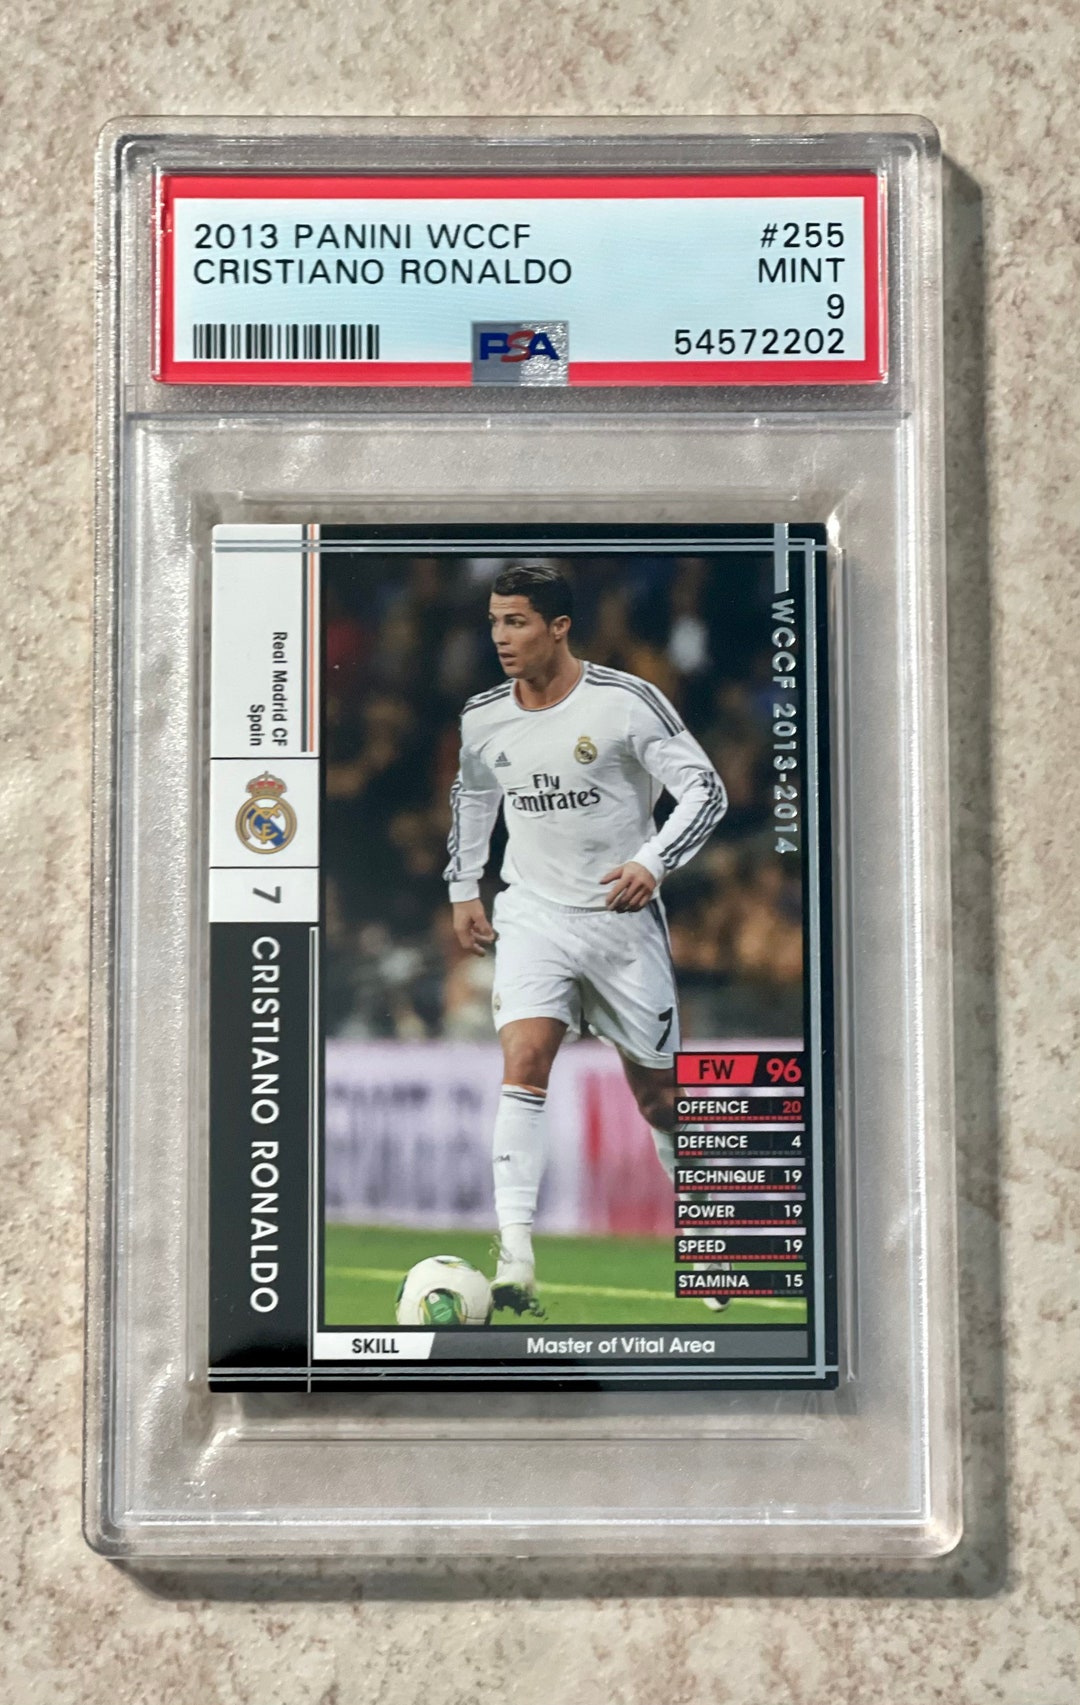 2013 PANINI WCCF
#255
CRISTIANO RONALDO
MINT
9
PSA
54572202
WCCF 2013-2014
Real Madrid CF
Spain
7
CRISTIANO RONALDO
Fly
Emirates
7
FW 96
OFFENCE 20
DEFENCE 4
TECHNIQUE 19
POWER 19
SPEED 19
STAMINA 15
SKILL Master of Vital Area